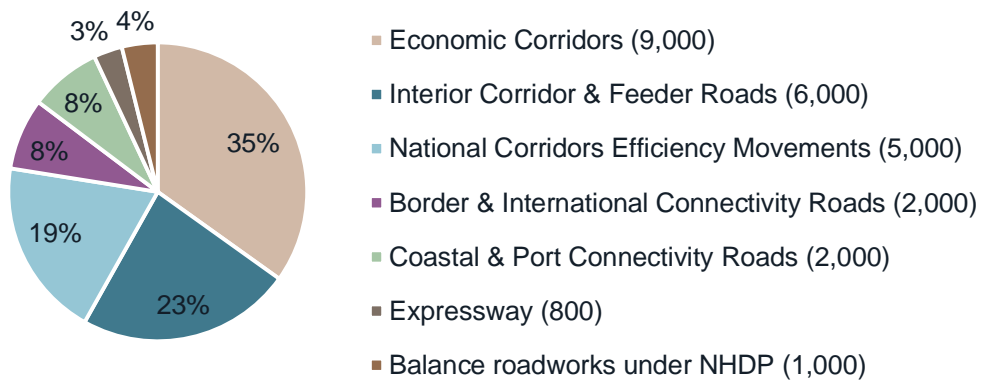 3%
4%
8%
35%
8%
19%
23%
Economic Corridors (9,000)
Interior Corridor & Feeder Roads (6,000)
National Corridors Efficiency Movements (5,000)
Border & International Connectivity Roads (2,000)
Coastal & Port Connectivity Roads (2,000)
Expressway (800)
Balance roadworks under NHDP (1,000)